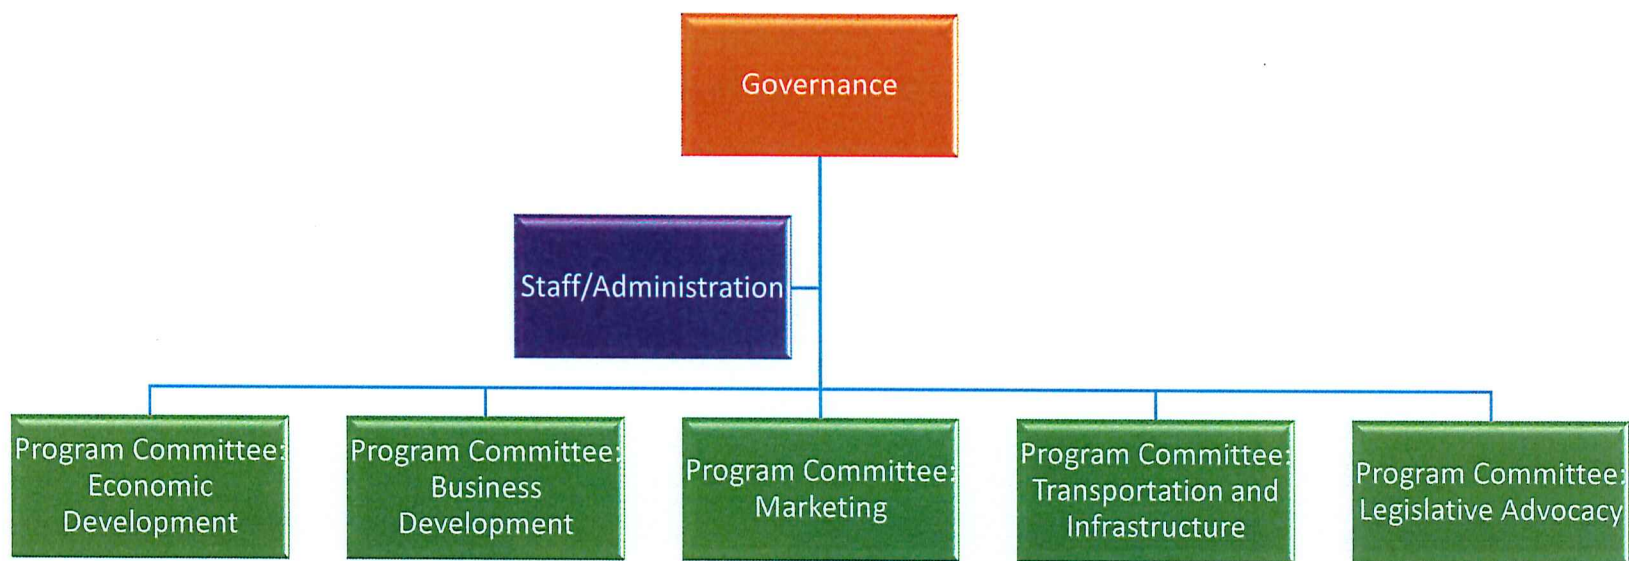 Governance
Staff/Administration
Program Committee:
Economic
Development
Program Committee:
Business
Development
Program Committee:
Marketing
Program Committee:
Transportation and
Infrastructure
Program Committee:
Legislative Advocacy